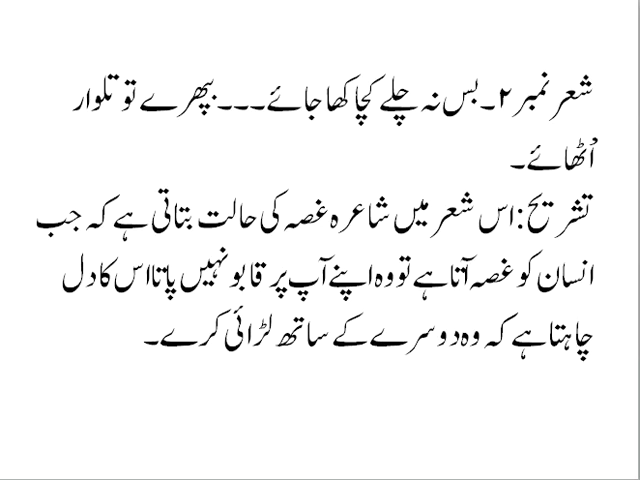 شعر نمبر ۲۔ بس نہ چلے کچا کھا جائے۔۔۔ بپھرے تو تلوار
اُٹھائے۔
تشریح: اس شعر میں شاعرہ غصہ کی حالت بتاتی ہے کہ جب
انسان کو غصہ آتا ہے تو وہ اپنے آپ پر قابو نہیں پاتا اس کا دل
چاہتا ہے کہ وہ دوسرے کے ساتھ لڑائی کرے۔